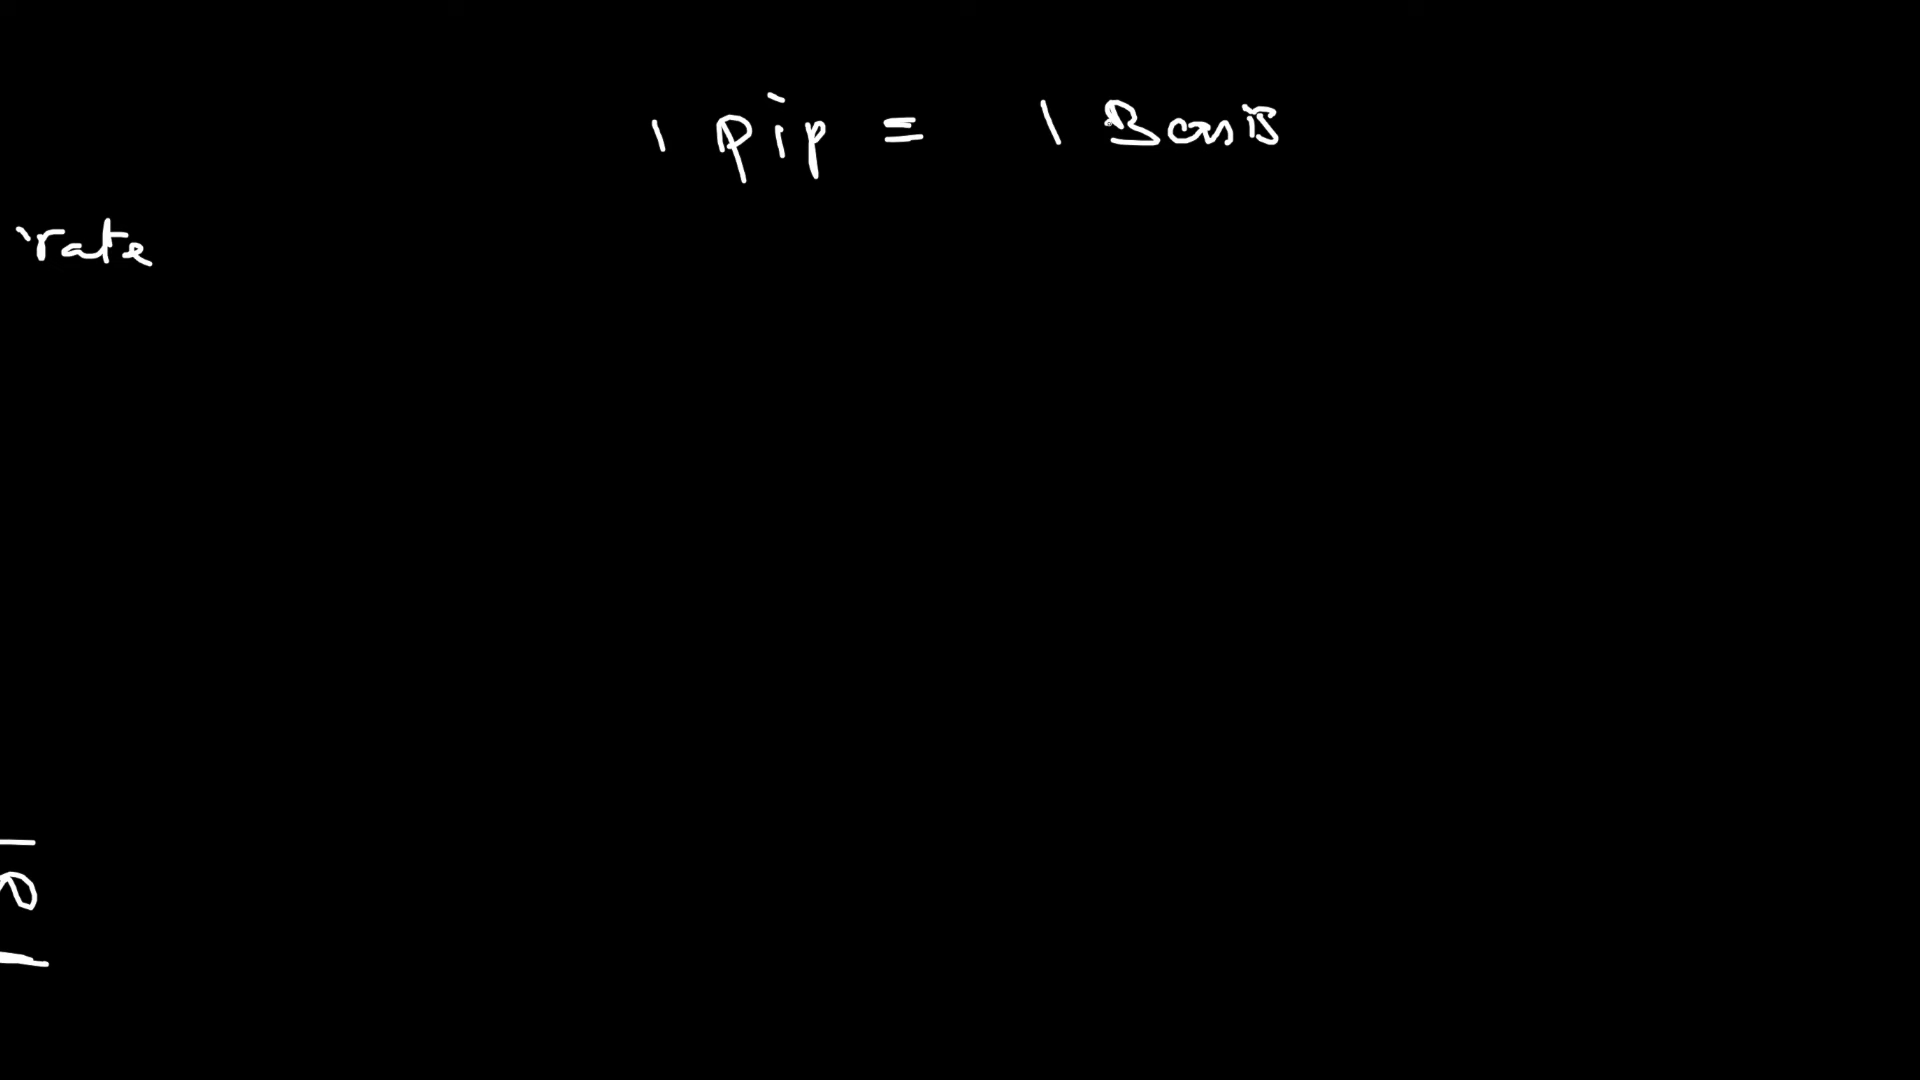 1 pip = 1 Basis
rate